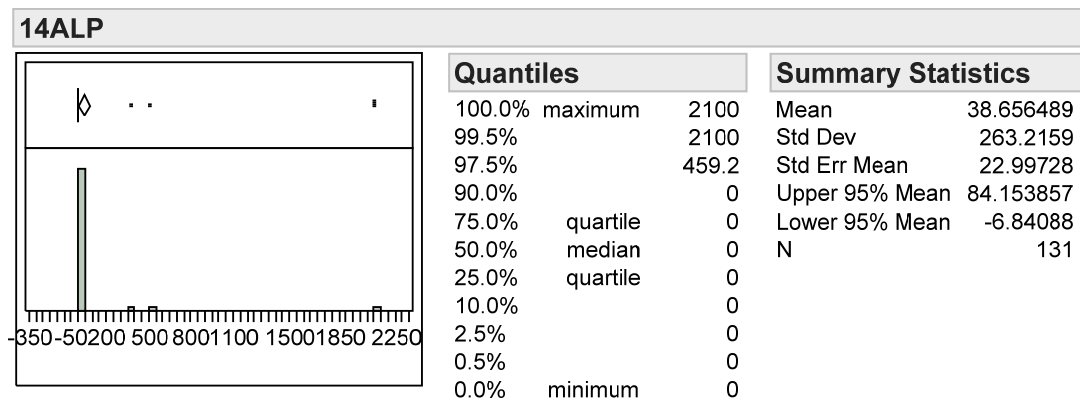 14ALP
-350-50200 500 8001100 15001850 2250
Quantiles
100.0% maximum 2100
99.5% 2100
97.5% 459.2
90.0% 0
75.0% quartile 0
50.0% median 0
25.0% quartile 0
10.0% 0
2.5% 0
0.5% 0
0.0% minimum 0
Summary Statistics
Mean 38.656489
Std Dev 263.2159
Std Err Mean 22.99728
Upper 95% Mean 84.153857
Lower 95% Mean -6.84088
N 131